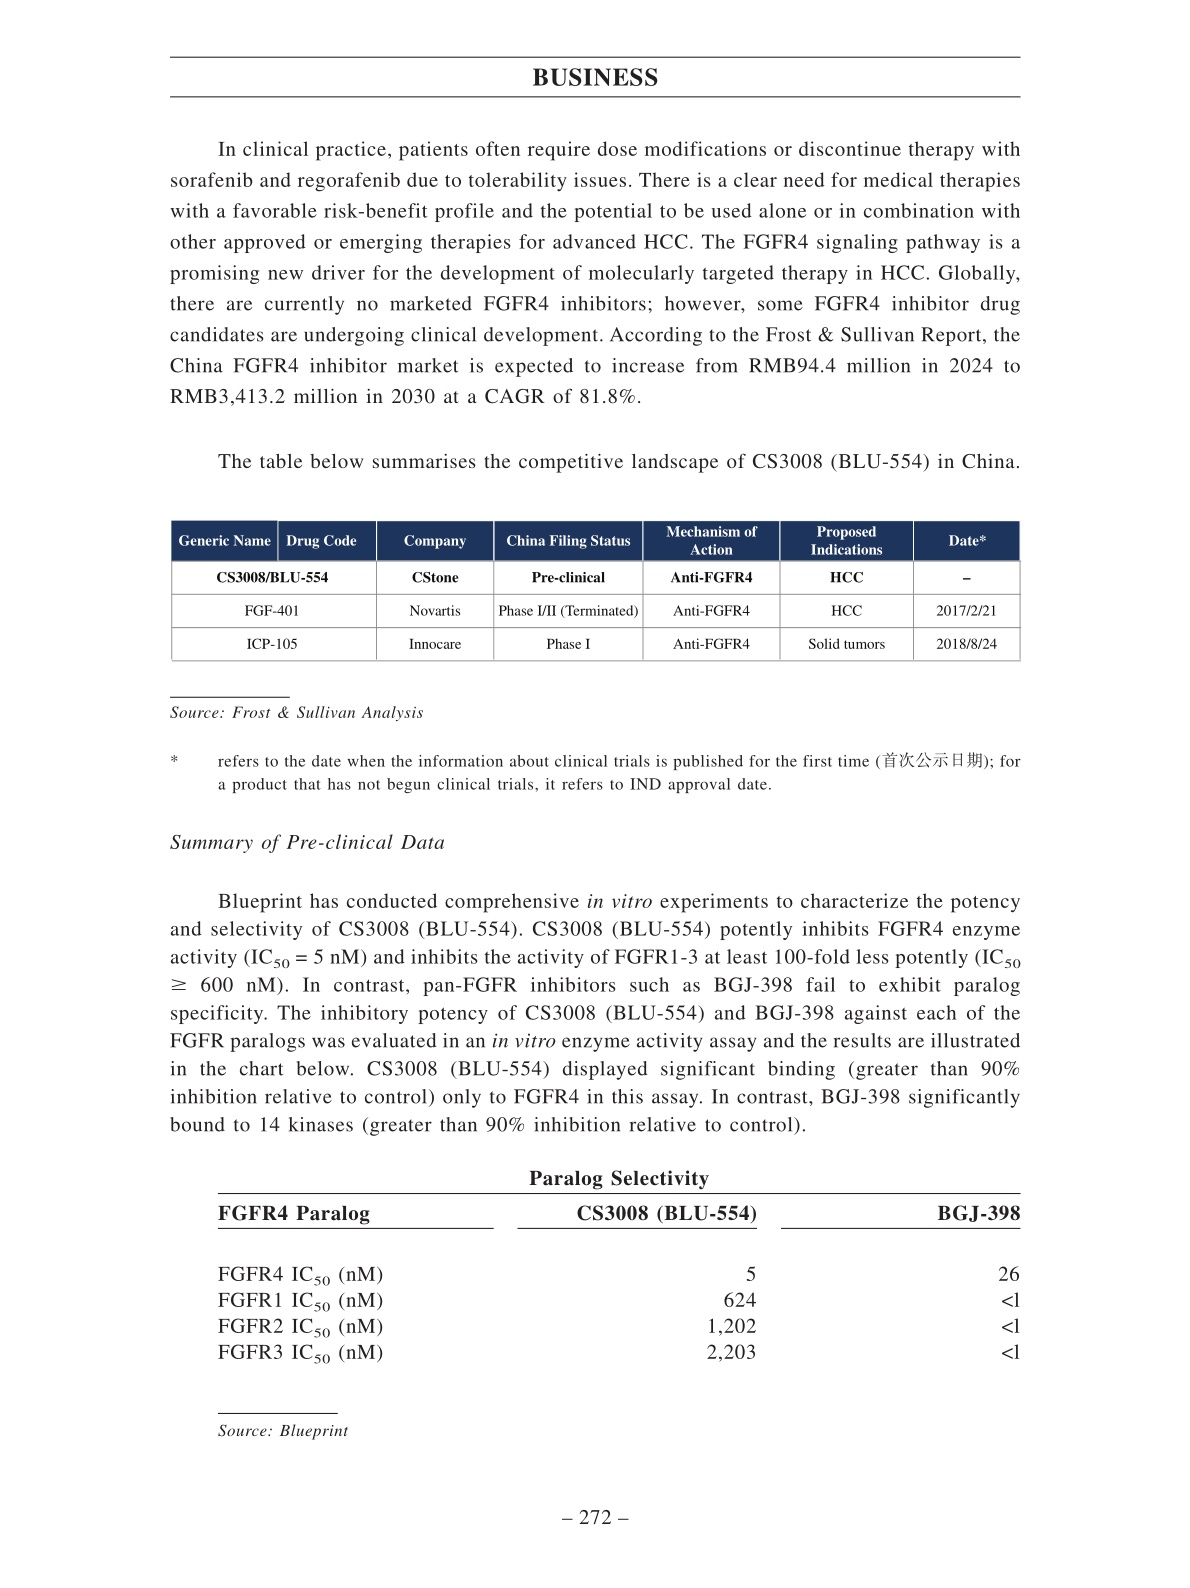 BUSINESS
In clinical practice, patients often require dose modifications or discontinue therapy with
sorafenib and regorafenib due to tolerability issues. There is a clear need for medical therapies
with a favorable risk-benefit profile and the potential to be used alone or in combination with
other approved or emerging therapies for advanced HCC. The FGFR4 signaling pathway is a
promising new driver for the development of molecularly targeted therapy in HCC. Globally,
there are currently no marketed FGFR4 inhibitors; however, some FGFR4 inhibitor drug
candidates are undergoing clinical development. According to the Frost & Sullivan Report, the
China FGFR4 inhibitor market is expected to increase from RMB94.4 million in 2024 to
RMB3,413.2 million in 2030 at a CAGR of 81.8%.
The table below summarises the competitive landscape of CS3008 (BLU-554) in China.
Generic Name Drug Code Company China Filing Status Mechanism of Action Proposed Indications Date*
CS3008/BLU-554 CStone Pre-clinical Anti-FGFR4 HCC –
FGF-401 Novartis Phase I/II (Terminated) Anti-FGFR4 HCC 2017/2/21
ICP-105 Innocare Phase I Anti-FGFR4 Solid tumors 2018/8/24
Source: Frost & Sullivan Analysis
* refers to the date when the information about clinical trials is published for the first time (首次公示日期); for
a product that has not begun clinical trials, it refers to IND approval date.
Summary of Pre-clinical Data
Blueprint has conducted comprehensive in vitro experiments to characterize the potency
and selectivity of CS3008 (BLU-554). CS3008 (BLU-554) potently inhibits FGFR4 enzyme
activity (IC50 = 5 nM) and inhibits the activity of FGFR1-3 at least 100-fold less potently (IC50
≥ 600 nM). In contrast, pan-FGFR inhibitors such as BGJ-398 fail to exhibit paralog
specificity. The inhibitory potency of CS3008 (BLU-554) and BGJ-398 against each of the
FGFR paralogs was evaluated in an in vitro enzyme activity assay and the results are illustrated
in the chart below. CS3008 (BLU-554) displayed significant binding (greater than 90%
inhibition relative to control) only to FGFR4 in this assay. In contrast, BGJ-398 significantly
bound to 14 kinases (greater than 90% inhibition relative to control).
Paralog Selectivity
FGFR4 Paralog CS3008 (BLU-554) BGJ-398
FGFR4 IC50 (nM) 5 26
FGFR1 IC50 (nM) 624 <1
FGFR2 IC50 (nM) 1,202 <1
FGFR3 IC50 (nM) 2,203 <1
Source: Blueprint
– 272 –